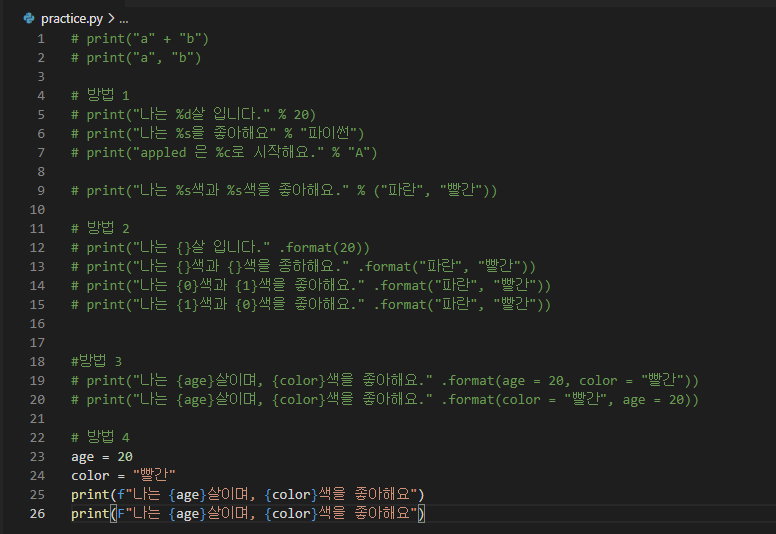 practice.py > ...
1 # print("a" + "b")
2 # print("a", "b")
3
4 # 방법 1
5 # print("나는 %d살 입니다." % 20)
6 # print("나는 %s을 좋아해요" % "파이썬")
7 # print("appled 은 %c로 시작해요." % "A")
8
9 # print("나는 %s색과 %s색을 좋아해요." % ("파란", "빨간"))
10
11 # 방법 2
12 # print("나는 {}살 입니다." .format(20))
13 # print("나는 {}색과 {}색을 종하해요." .format("파란", "빨간"))
14 # print("나는 {0}색과 {1}색을 좋아해요." .format("파란", "빨간"))
15 # print("나는 {1}색과 {0}색을 좋아해요." .format("파란", "빨간"))
16
17
18 #방법 3
19 # print("나는 {age}살이며, {color}색을 좋아해요." .format(age = 20, color = "빨간"))
20 # print("나는 {age}살이며, {color}색을 좋아해요." .format(color = "빨간", age = 20))
21
22 # 방법 4
23 age = 20
24 color = "빨간"
25 print(f"나는 {age}살이며, {color}색을 좋아해요")
26 print(F"나는 {age}살이며, {color}색을 좋아해요")